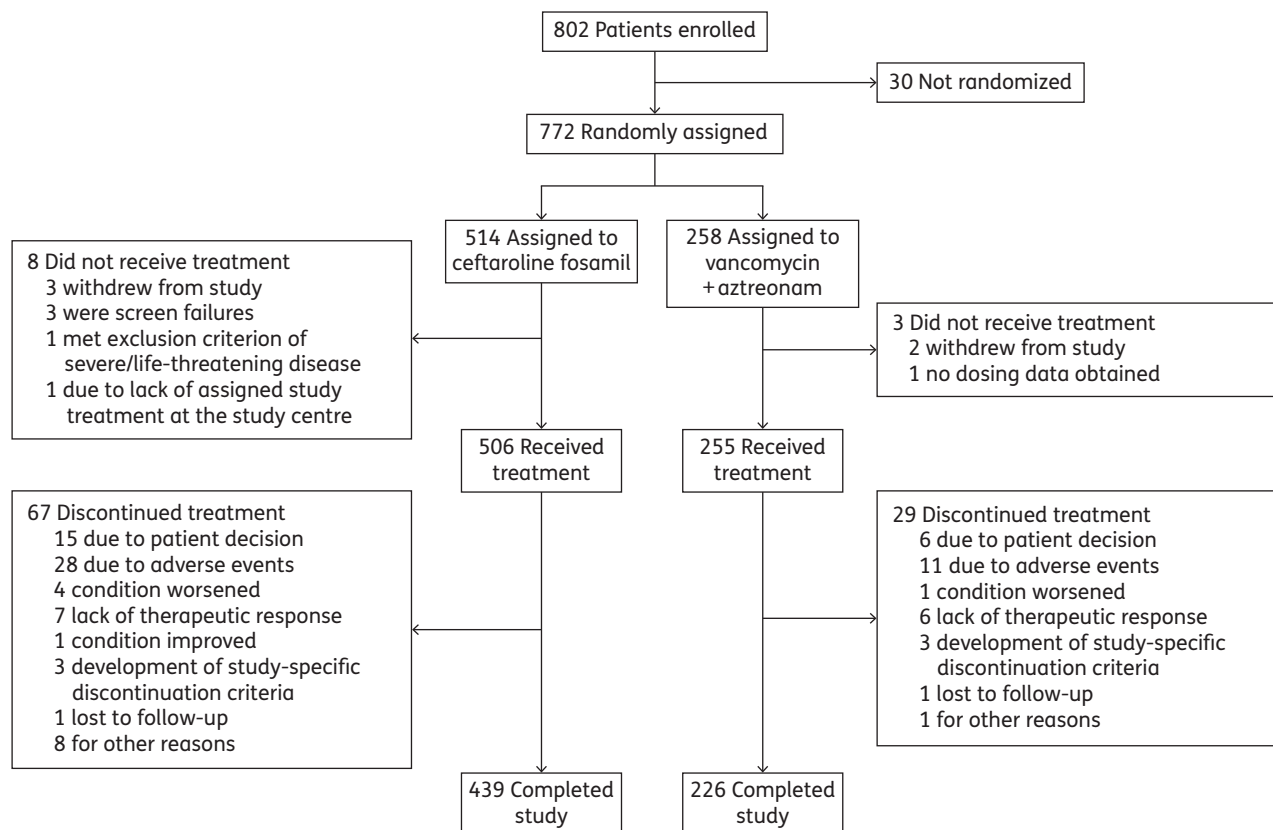 802 Patients enrolled
30 Not randomized
772 Randomly assigned
514 Assigned to
ceftaroline fosamil
258 Assigned to
vancomycin
+aztreonam
8 Did not receive treatment
3 withdrew from study
3 were screen failures
1 met exclusion criterion of
severe/life-threatening disease
1 due to lack of assigned study
treatment at the study centre
3 Did not receive treatment
2 withdrew from study
1 no dosing data obtained
506 Received
treatment
255 Received
treatment
67 Discontinued treatment
15 due to patient decision
28 due to adverse events
4 condition worsened
7 lack of therapeutic response
1 condition improved
3 development of study-specific
discontinuation criteria
1 lost to follow-up
8 for other reasons
29 Discontinued treatment
6 due to patient decision
11 due to adverse events
1 condition worsened
6 lack of therapeutic response
3 development of study-specific
discontinuation criteria
1 lost to follow-up
1 for other reasons
439 Completed
study
226 Completed
study